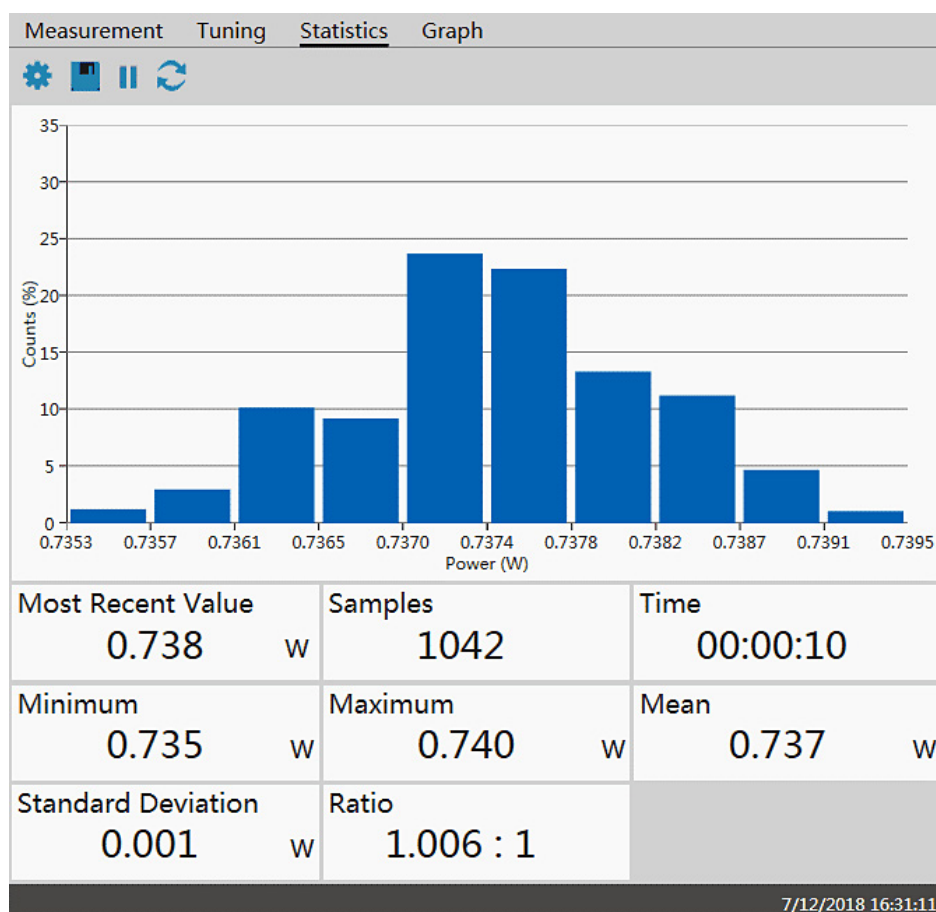 Measurement Tuning Statistics Graph
35
30
25
20
15
10
5
0
Counts (%)
0.7353 0.7357 0.7361 0.7365 0.7370 0.7374 0.7378 0.7382 0.7387 0.7391 0.7395
Power (W)
Most Recent Value Samples Time
0.738 W 1042 00:00:10
Minimum Maximum Mean
0.735 W 0.740 W 0.737 W
Standard Deviation Ratio
0.001 W 1.006 : 1
7/12/2018 16:31:11